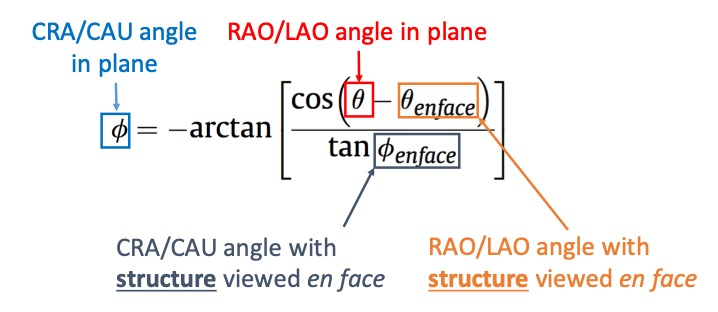 CRA/CAU angle
in plane
RAO/LAO angle in plane
ϕ = −arctan [cos(θ − θenface) / tan ϕenface]
CRA/CAU angle with
structure viewed en face
RAO/LAO angle with
structure viewed en face